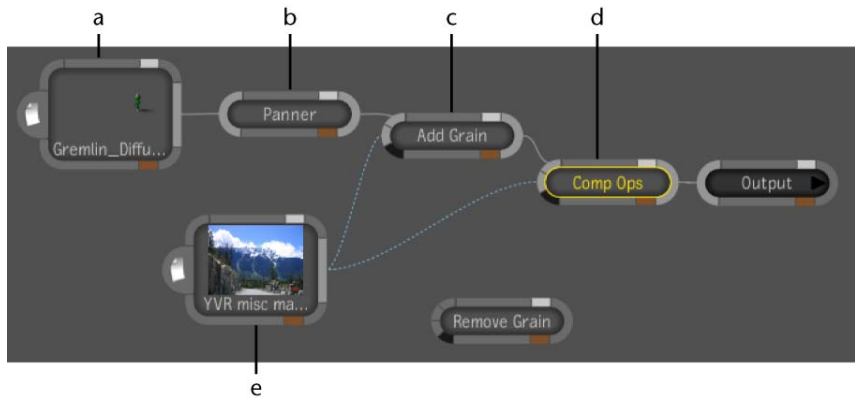 a b c d
Gremlin_Diffu...
Panner
Add Grain
Comp Ops
Output
YVR misc ma...
Remove Grain
e